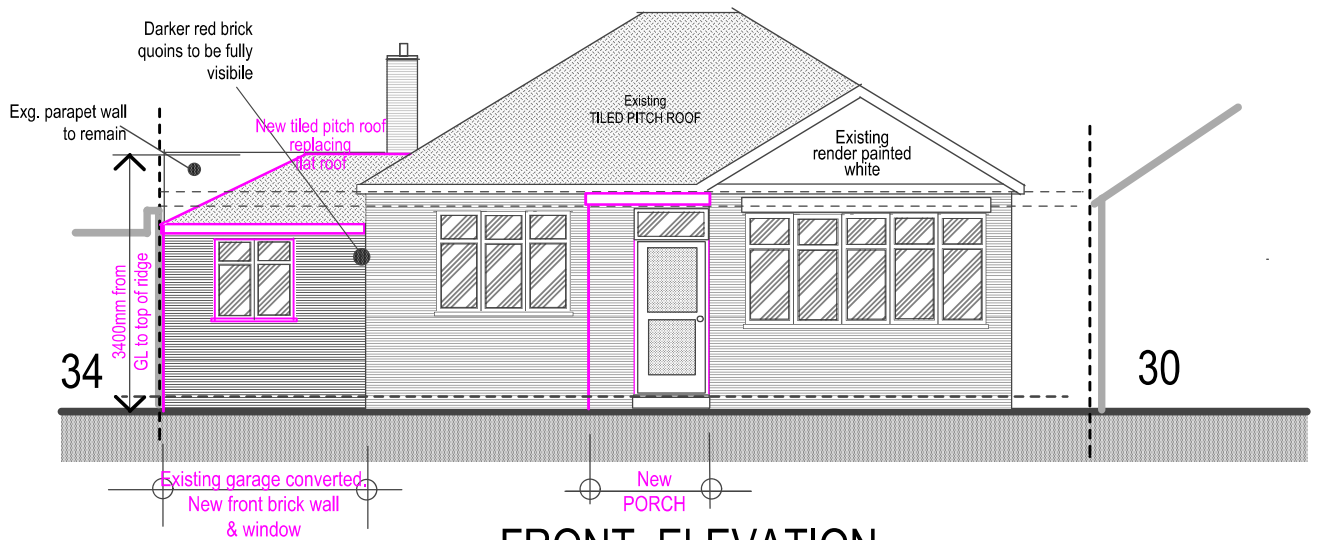 Darker red brick
quoins to be fully
visibile
Exg. parapet wall
to remain
New tiled pitch roof
replacing
flat roof
Existing
TILED PITCH ROOF
Existing
render painted
white
3400mm from
GL to top of ridge
34
30
Existing garage converted.
New front brick wall
& window
New
PORCH
FRONT ELEVATION